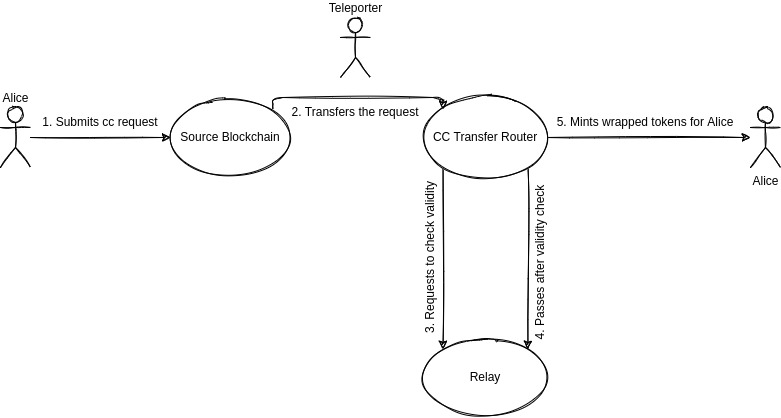 Teleporter
Alice
1. Submits cc request
Source Blockchain
2. Transfers the request
CC Transfer Router
5. Mints wrapped tokens for Alice
Alice
3. Requests to check validity
4. Passes after validity check
Relay